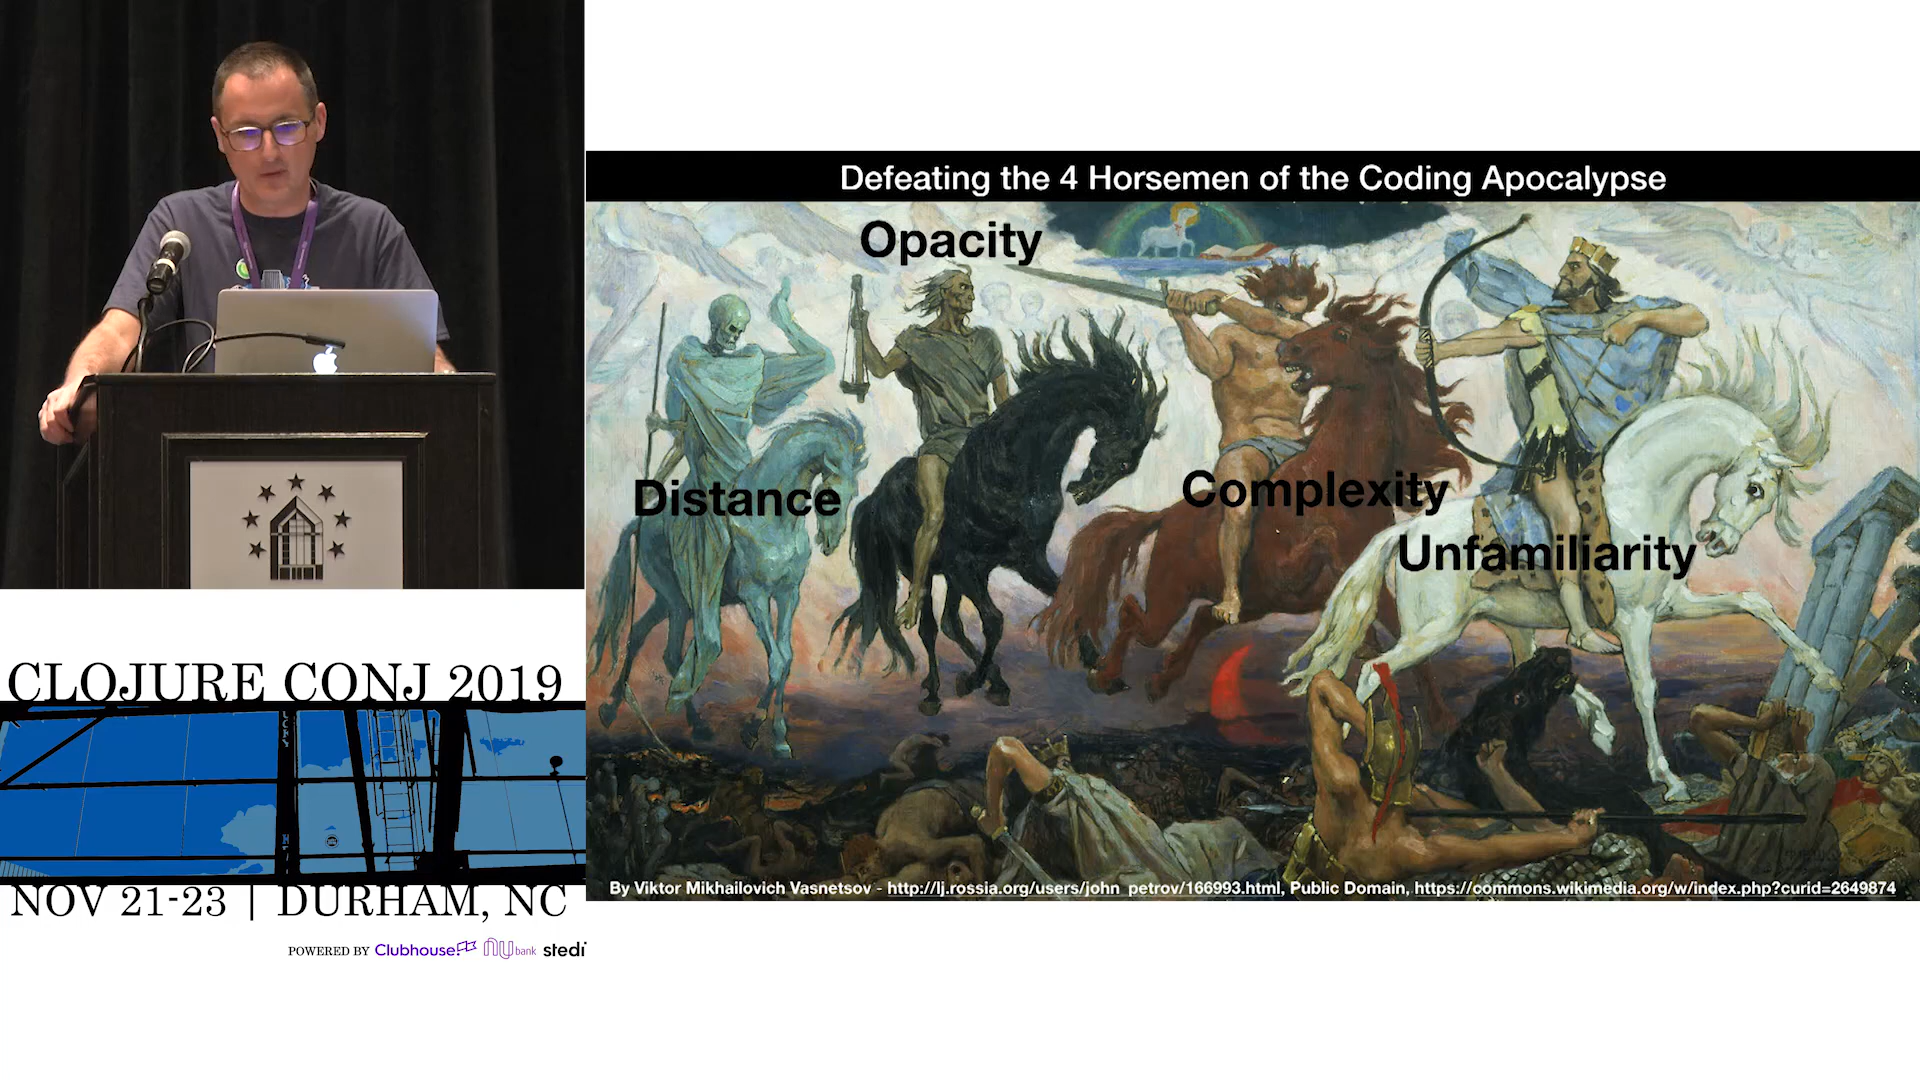 Defeating the 4 Horsemen of the Coding Apocalypse
Opacity
Distance
Complexity
Unfamiliarity
By Viktor Mikhailovich Vasnetsov - http://lj.rossia.org/users/john_petrov/166993.html, Public Domain, https://commons.wikimedia.org/w/index.php?curid=2649874
CLOJURE CONJ 2019
NOV 21-23 | DURHAM, NC
POWERED BY Clubhouse nu bank stedi